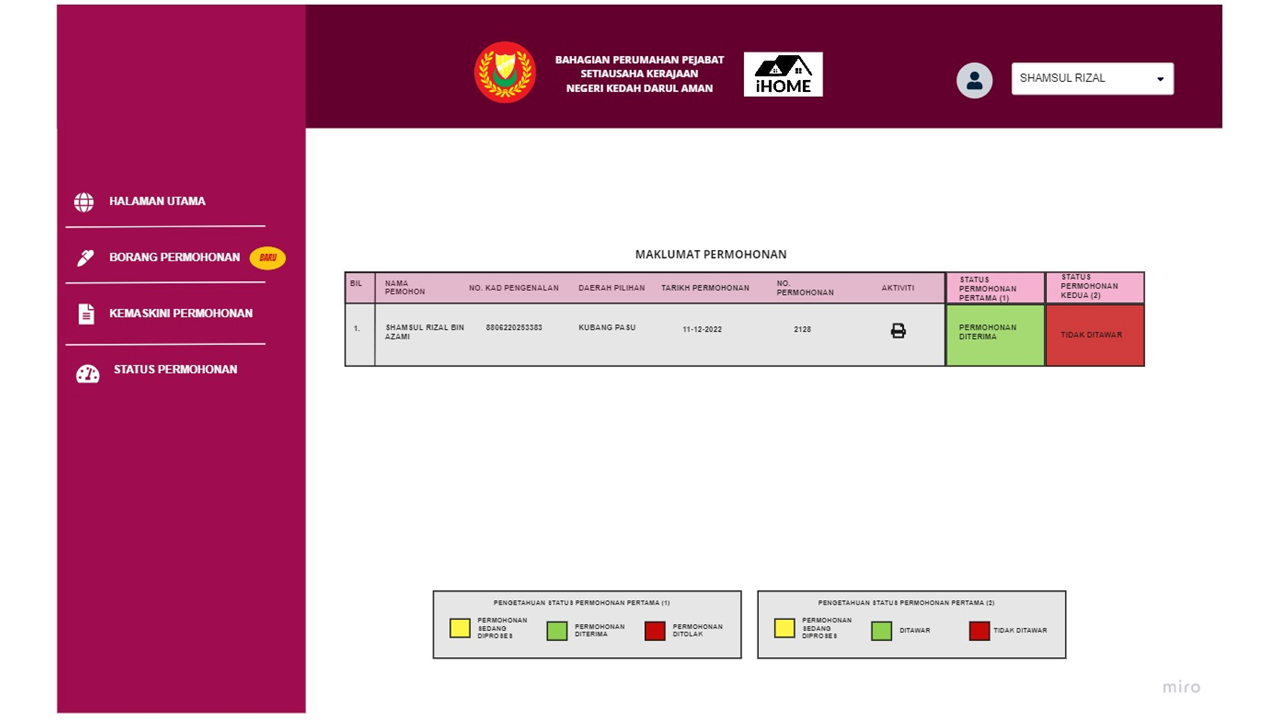 BAHAGIAN PERUMAHAN PEJABAT
SETIAUSAHA KERAJAAN
NEGERI KEDAH DARUL AMAN
iHOME
SHAMSUL RIZAL
HALAMAN UTAMA
BORANG PERMOHONAN
BARU
KEMASKINI PERMOHONAN
STATUS PERMOHONAN
MAKLUMAT PERMOHONAN
BIL
NAMA
PEMOHON
NO. KAD PENGENALAN
DAERAH PILIHAN
TARIKH PERMOHONAN
NO.
PERMOHONAN
AKTIVITI
STATUS
PERMOHONAN
PERTAMA (1)
STATUS
PERMOHONAN
KEDUA (2)
1.
SHAMSUL RIZAL BIN
AZAMI
8806220253383
KUBANG PASU
11-12-2022
2128
PERMOHONAN
DITERIMA
TIDAK DITAWAR
PENGETAHUAN STATUS PERMOHONAN PERTAMA (1)
PERMOHONAN
SEDANG
DIPROSES
PERMOHONAN
DITERIMA
PERMOHONAN
DITOLAK
PENGETAHUAN STATUS PERMOHONAN PERTAMA (2)
PERMOHONAN
SEDANG
DIPROSES
DITAWAR
TIDAK DITAWAR
miro